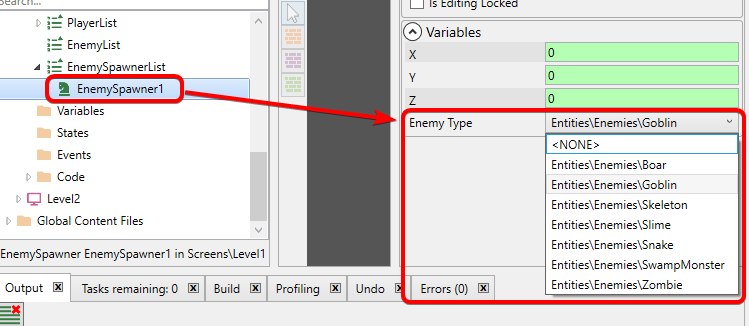 Search...
PlayerList
EnemyList
EnemySpawnerList
EnemySpawner1
Variables
States
Events
Code
Level2
Global Content Files
EnemySpawner EnemySpawner1 in Screens\Level1
Is Editing Locked
Variables
X 0
Y 0
Z 0
Enemy Type Entities\Enemies\Goblin
<NONE>
Entities\Enemies\Boar
Entities\Enemies\Goblin
Entities\Enemies\Skeleton
Entities\Enemies\Slime
Entities\Enemies\Snake
Entities\Enemies\SwampMonster
Entities\Enemies\Zombie
Output Tasks remaining: 0 Build Profiling Undo Errors (0)